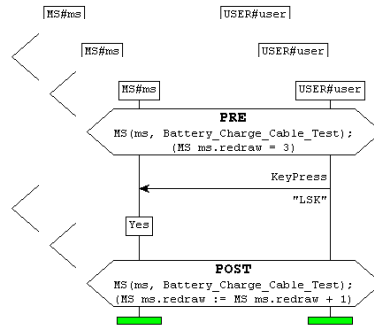 MS#ms USER#user
MS#ms USER#user
MS#ms USER#user
PRE
MS(ms, Battery_Charge_Cable_Test);
(MS ms.redraw = 3)
KeyPress
"LSK"
Yes
POST
MS(ms, Battery_Charge_Cable_Test);
(MS ms.redraw := MS ms.redraw + 1)